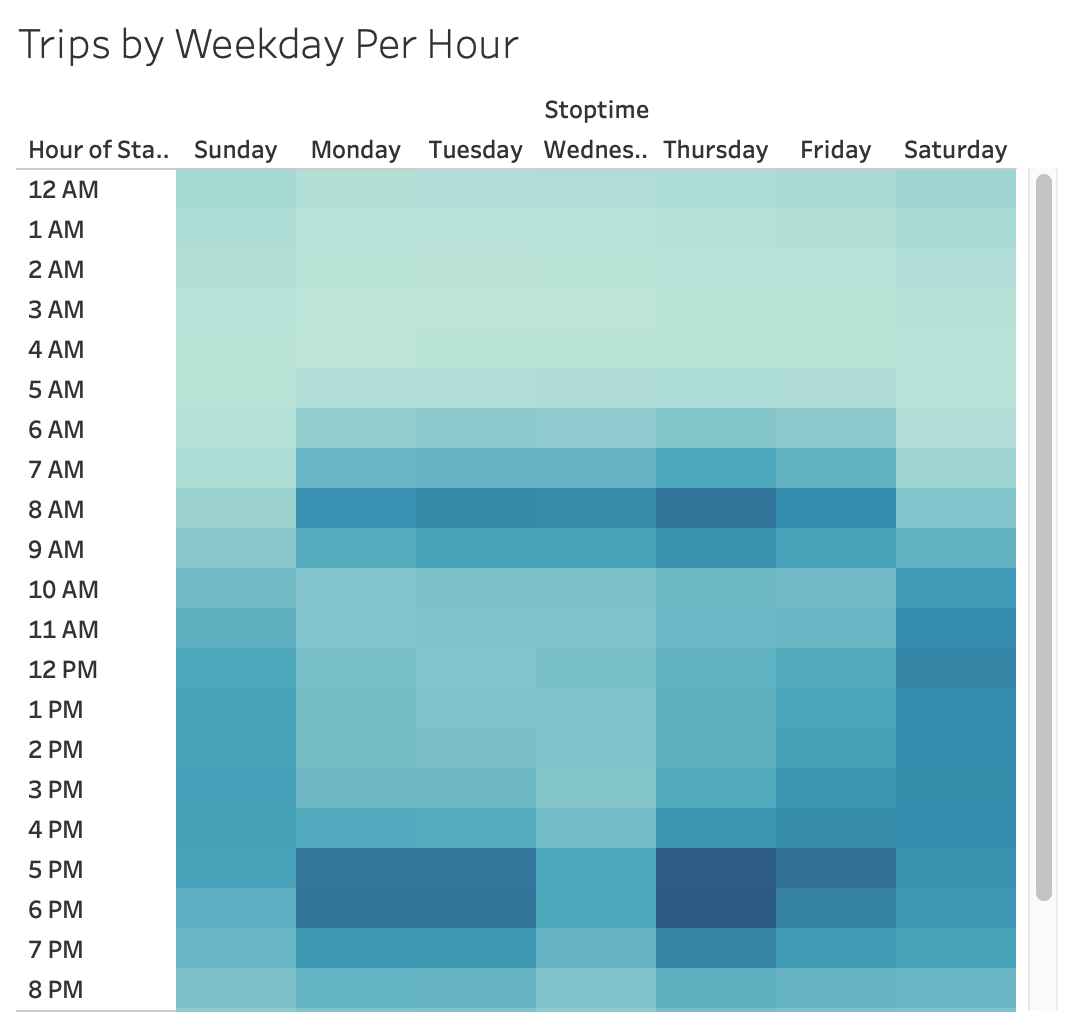 Trips by Weekday Per Hour
Stoptime
Hour of Sta.. Sunday Monday Tuesday Wednes.. Thursday Friday Saturday
12 AM
1 AM
2 AM
3 AM
4 AM
5 AM
6 AM
7 AM
8 AM
9 AM
10 AM
11 AM
12 PM
1 PM
2 PM
3 PM
4 PM
5 PM
6 PM
7 PM
8 PM